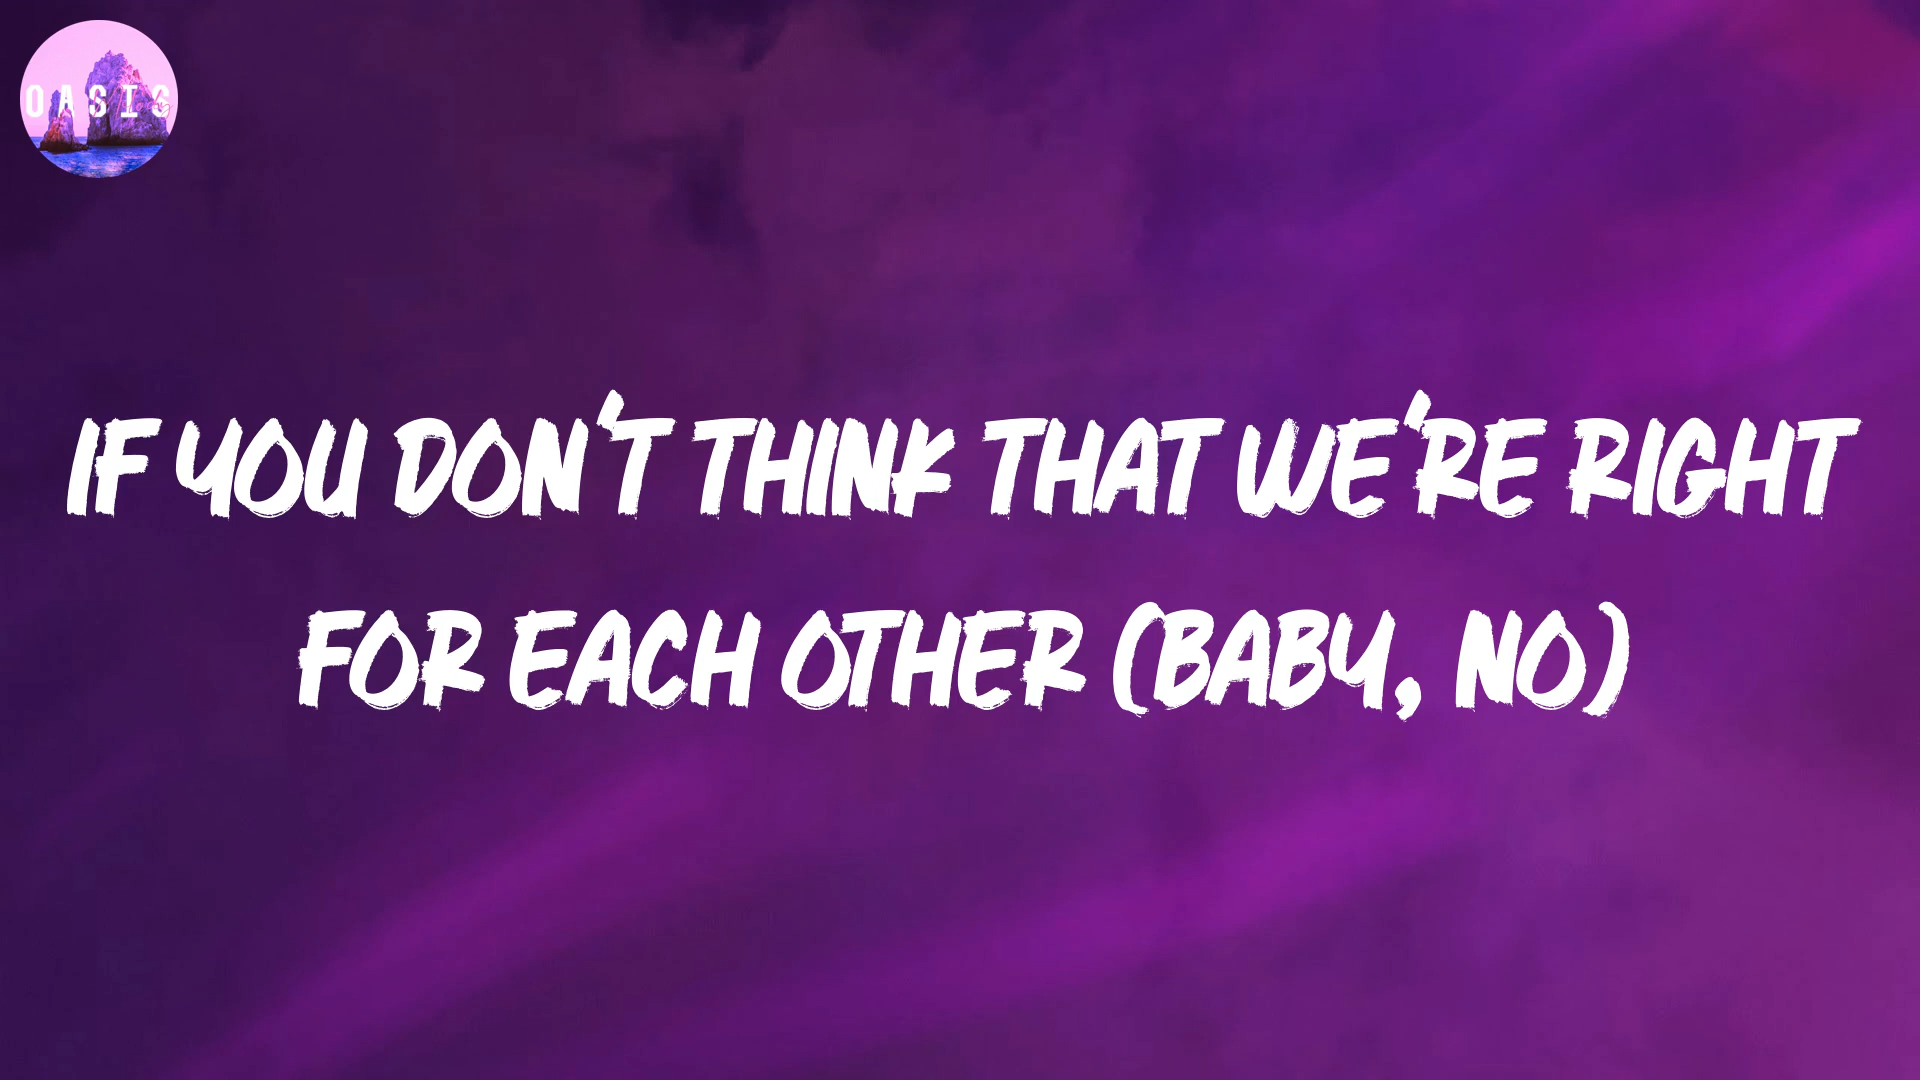 OASIS
IF YOU DON'T THINK THAT WE'RE RIGHT
FOR EACH OTHER (BABY, NO)